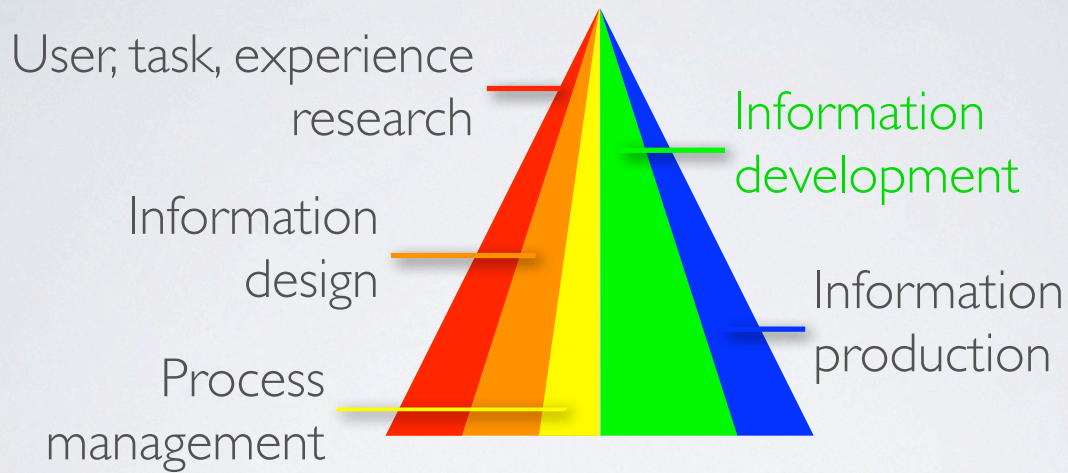 User, task, experience
research
Information
design
Process
management
Information
development
Information
production